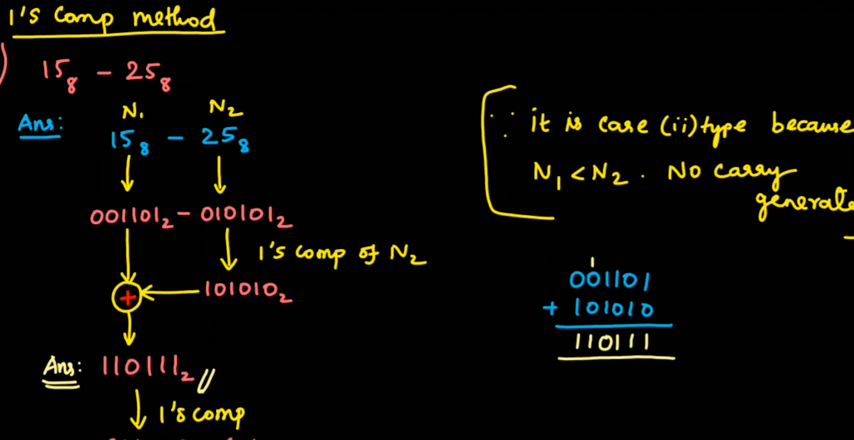 1's Comp method
) 15₈ - 25₈
N₁ N₂
Ans: 15₈ - 25₈
001101₂ - 010101₂
1's comp of N₂
+ 101010₂
Ans: 110111₂
1's comp
∵ it is case (ii) type because
N₁ < N₂. No carry
generate
1
001101
+ 101010
110111